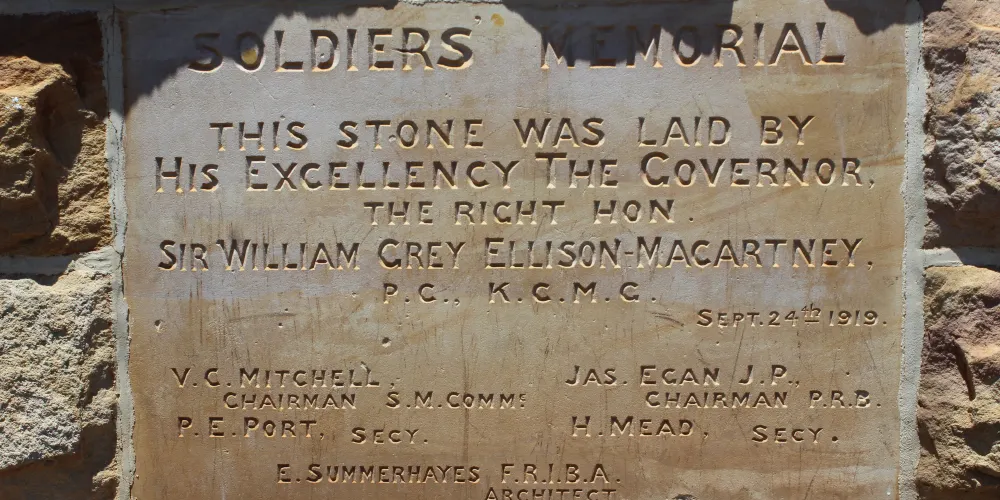 SOLDIERS' MEMORIAL
THIS STONE WAS LAID BY
HIS EXCELLENCY THE GOVERNOR,
THE RIGHT HON.
SIR WILLIAM GREY ELLISON-MACARTNEY,
P.C., K.C.M.G.
SEPT. 24th 1919.
V.C. MITCHELL, JAS. EGAN J.P.,
CHAIRMAN S.M.COMMS CHAIRMAN P.R.B.
P.E. PORT, SECY. H. MEAD, SECY.
E. SUMMERHAYES F.R.I.B.A.
ARCHITECT